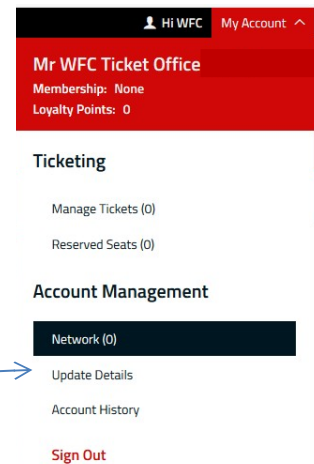 Hi WFC My Account
Mr WFC Ticket Office
Membership: None
Loyalty Points: 0
Ticketing
Manage Tickets (0)
Reserved Seats (0)
Account Management
Network (0)
Update Details
Account History
Sign Out